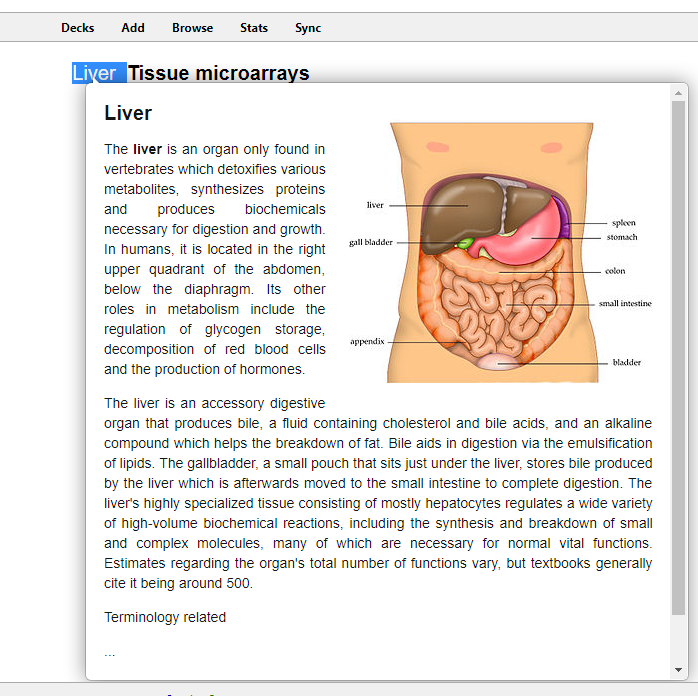 Decks Add Browse Stats Sync
Liver Tissue microarrays
Liver
The liver is an organ only found in
vertebrates which detoxifies various
metabolites, synthesizes proteins
and produces biochemicals
necessary for digestion and growth.
In humans, it is located in the right
upper quadrant of the abdomen,
below the diaphragm. Its other
roles in metabolism include the
regulation of glycogen storage,
decomposition of red blood cells
and the production of hormones.
liver
gall bladder
appendix
spleen
stomach
colon
small intestine
bladder
The liver is an accessory digestive
organ that produces bile, a fluid containing cholesterol and bile acids, and an alkaline
compound which helps the breakdown of fat. Bile aids in digestion via the emulsification
of lipids. The gallbladder, a small pouch that sits just under the liver, stores bile produced
by the liver which is afterwards moved to the small intestine to complete digestion. The
liver's highly specialized tissue consisting of mostly hepatocytes regulates a wide variety
of high-volume biochemical reactions, including the synthesis and breakdown of small
and complex molecules, many of which are necessary for normal vital functions.
Estimates regarding the organ's total number of functions vary, but textbooks generally
cite it being around 500.
Terminology related
...